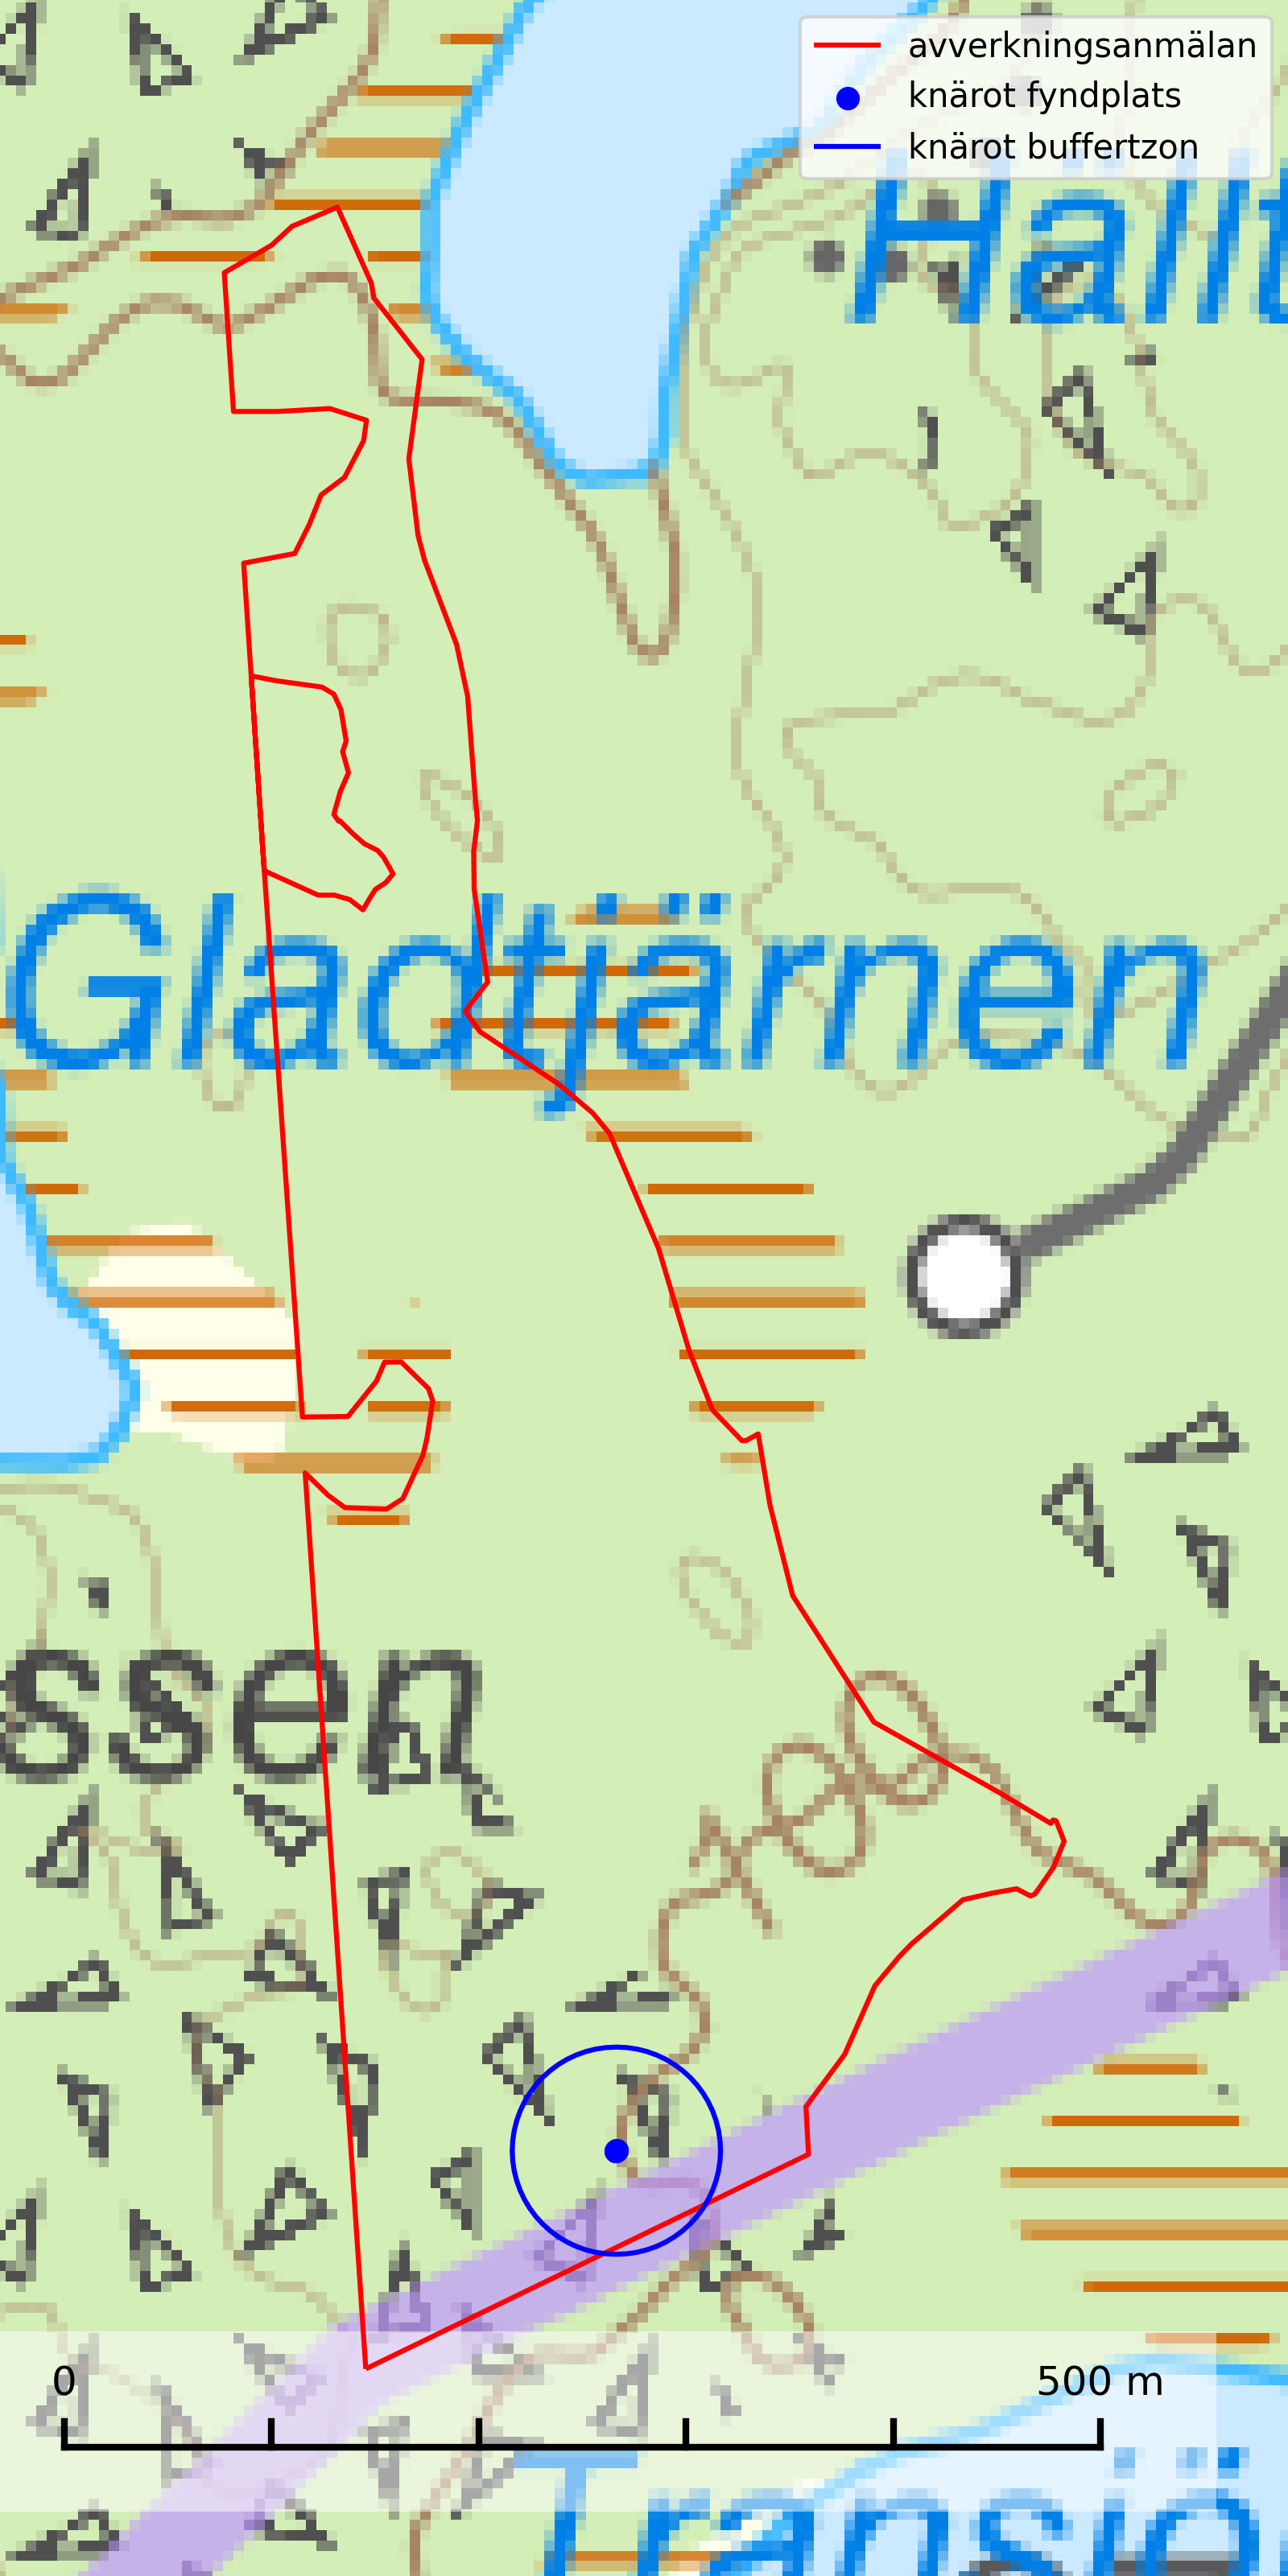 avverkningsanmälan
knärot fyndplats
knärot buffertzon
Gladtjärnen
0
500 m